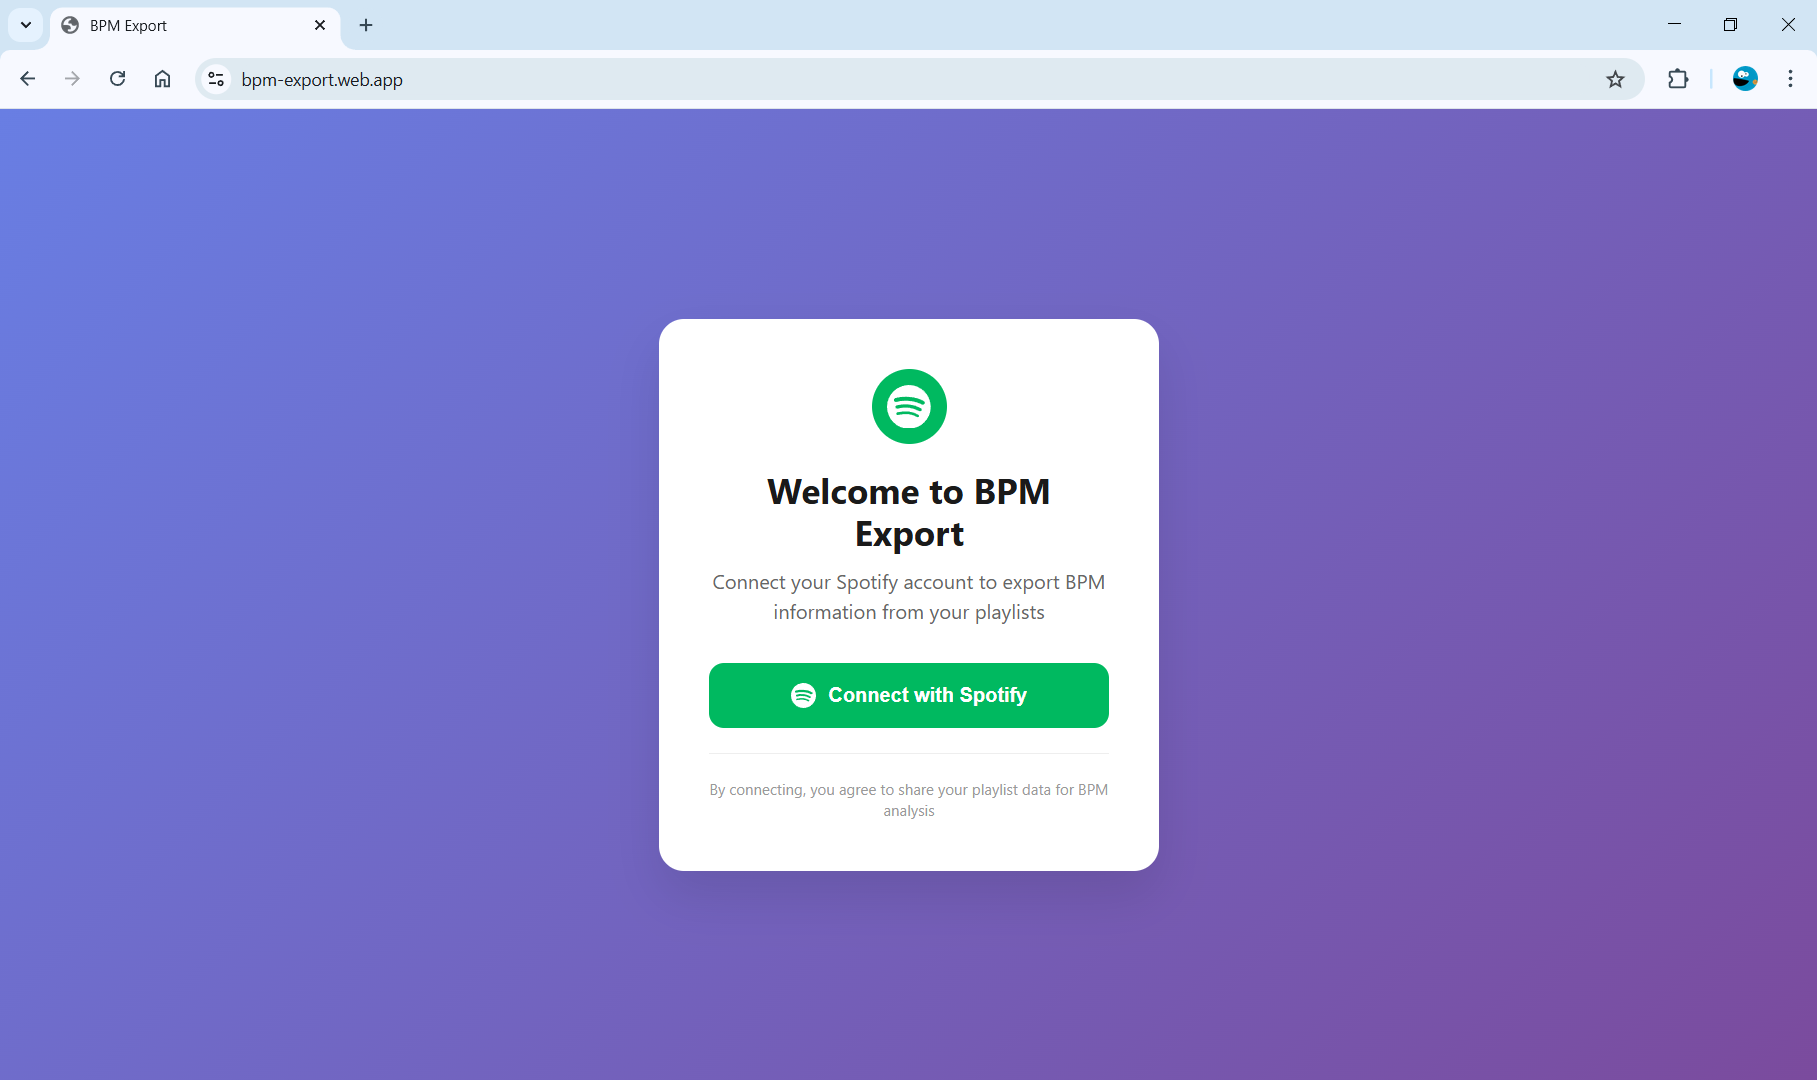 BPM Export
bpm-export.web.app
Welcome to BPM
Export
Connect your Spotify account to export BPM
information from your playlists
Connect with Spotify
By connecting, you agree to share your playlist data for BPM
analysis